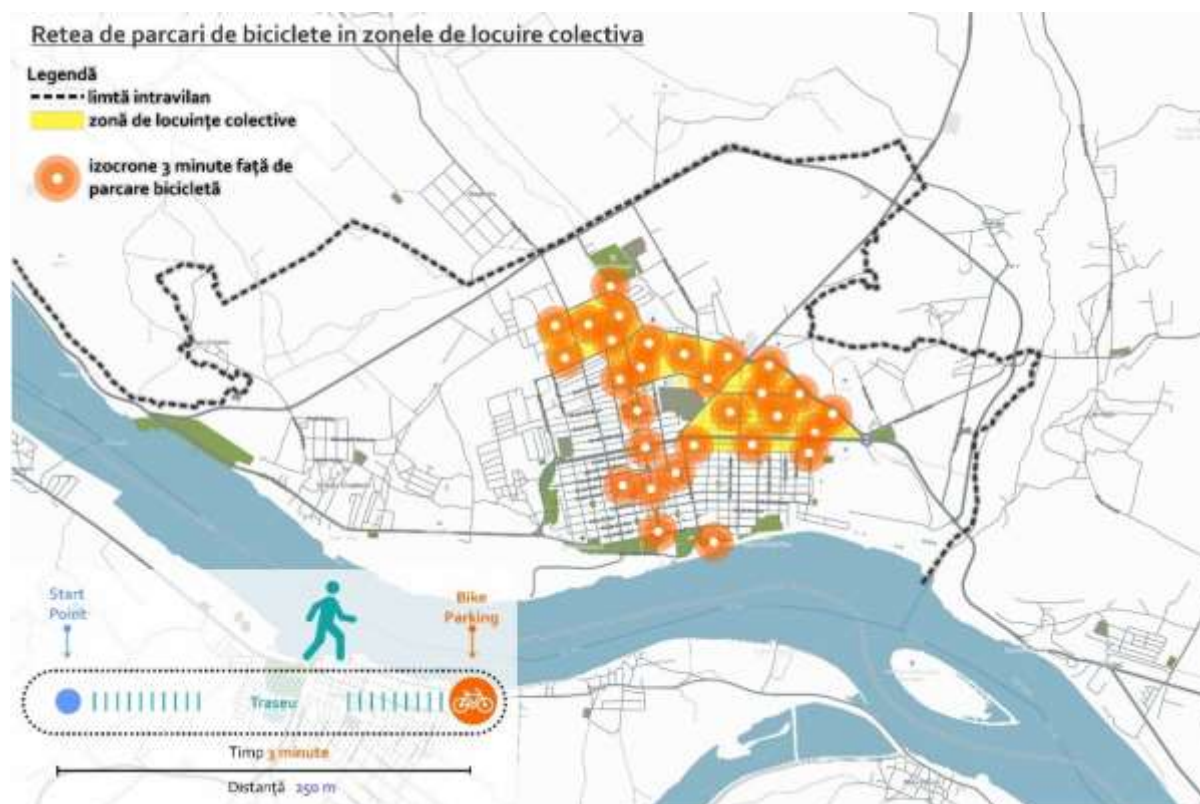 Retea de parcari de biciclete in zonele de locuire colectiva
Legendă
limtă intravilan
zonă de locuințe colective
izocrone 3 minute față de
parcare bicicletă
Start
Point
Bike
Parking
Traseu
Timp 3 minute
Distanță 250 m